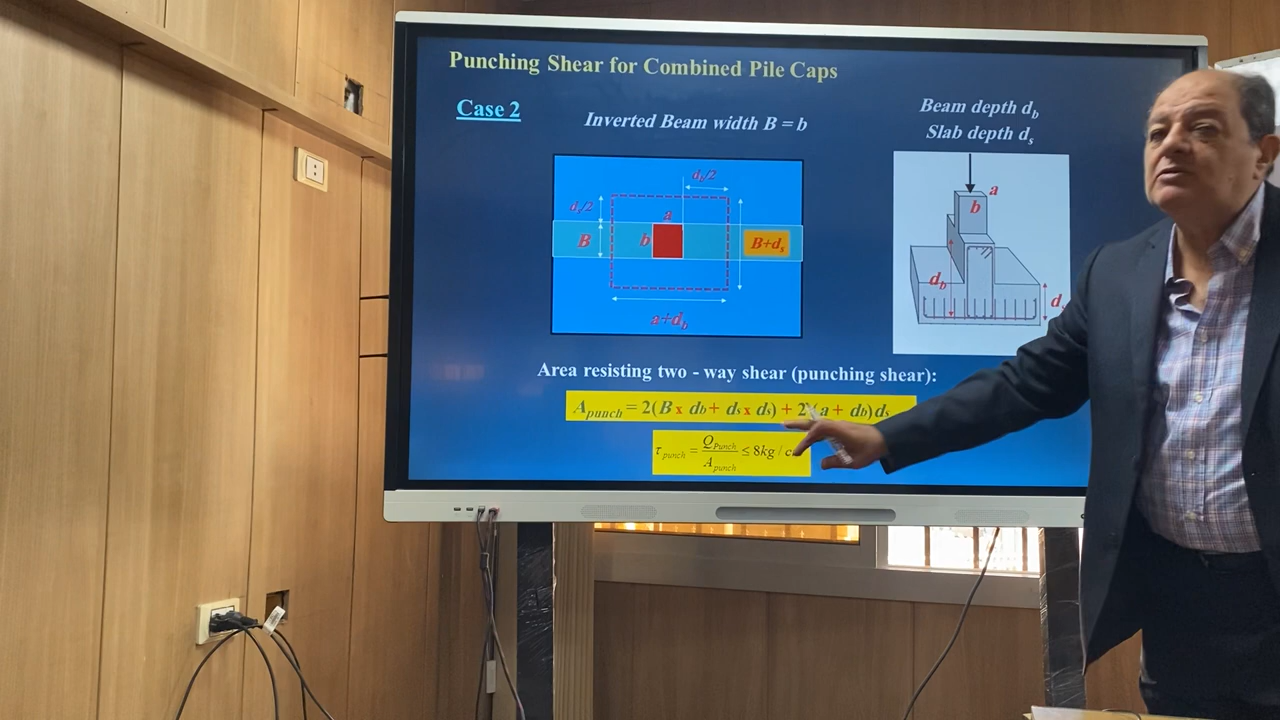 Punching Shear for Combined Pile Caps
Case 2
Inverted Beam width B = b
Beam depth d_b
Slab depth d_s
d_b/2
d_s/2
a
B
b
B+d_s
a+d_b
a
b
d_b
d
Area resisting two - way shear (punching shear):
A_punch = 2(B x d_b + d_s x d_s) + 2 (a + d_b)d_s
τ_punch = Q_Punch / A_punch ≤ 8kg / c